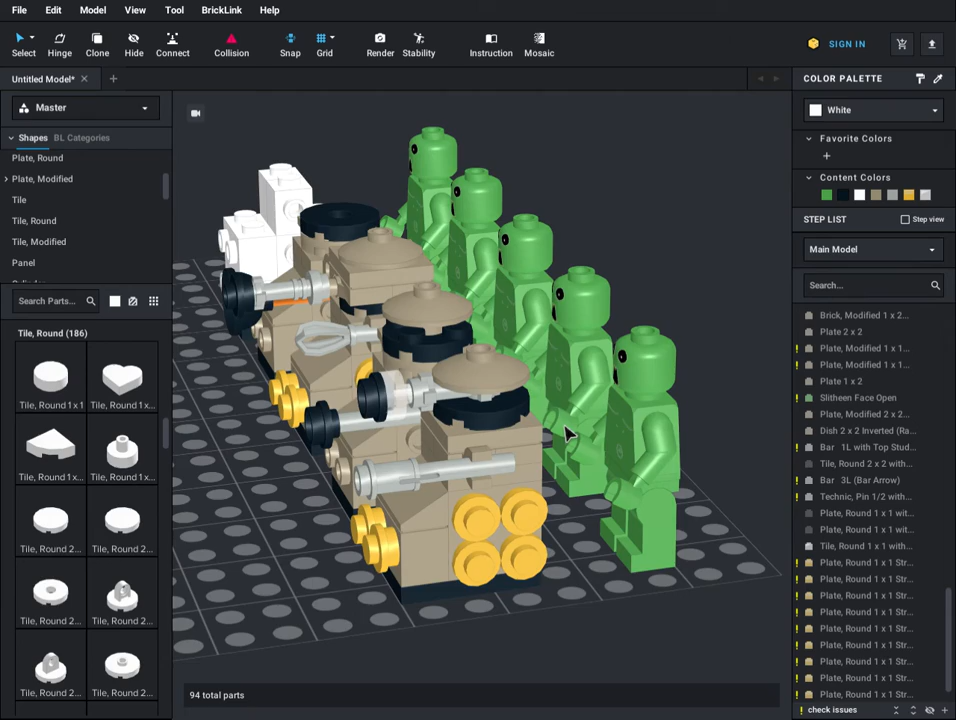 File Edit Model View Tool BrickLink Help
Select Hinge Clone Hide Connect Collision Snap Grid Render Stability Instruction Mosaic SIGN IN
Untitled Model* COLOR PALETTE
Master White
Shapes BL Categories
Favorite Colors
Plate, Round
Plate, Modified
Content Colors
Tile
Tile, Round
STEP LIST Step view
Tile, Modified
Main Model
Panel
Search Parts... Search...
Tile, Round (186)
Tile, Round 1 x 1 Tile, Round 1 x...
Tile, Round 1 x... Tile, Round 1 x...
Tile, Round 2... Tile, Round 2...
Tile, Round 2... Tile, Round 2...
Tile, Round 2... Tile, Round 2...
Brick, Modified 1 x 2...
Plate 2 x 2
Plate, Modified 1 x 1...
Plate, Modified 1 x 1...
Plate 1 x 2
Slitheen Face Open
Plate, Modified 2 x 2...
Dish 2 x 2 Inverted (Ra...
Bar 1L with Top Stud...
Tile, Round 2 x 2 with...
Bar 3L (Bar Arrow)
Technic, Pin 1/2 with...
Plate, Round 1 x 1 wit...
Plate, Round 1 x 1 wit...
Tile, Round 1 x 1 with...
Plate, Round 1 x 1 Str...
Plate, Round 1 x 1 Str...
Plate, Round 1 x 1 Str...
Plate, Round 1 x 1 Str...
Plate, Round 1 x 1 Str...
Plate, Round 1 x 1 Str...
Plate, Round 1 x 1 Str...
Plate, Round 1 x 1 Str...
Plate, Round 1 x 1 Str...
94 total parts
check issues